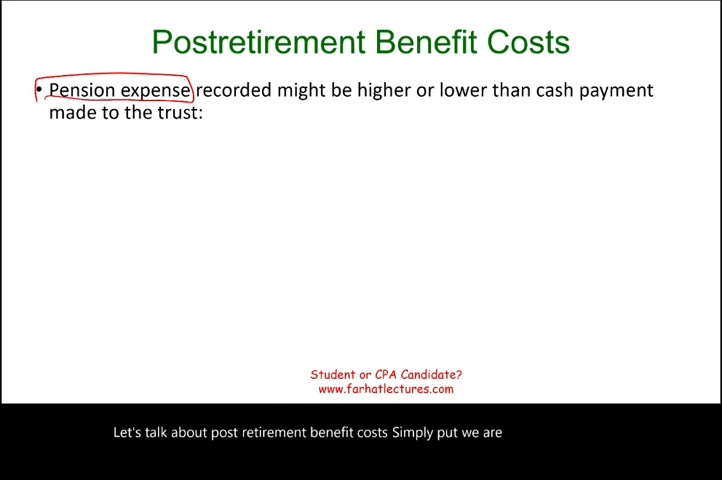 Postretirement Benefit Costs
• Pension expense recorded might be higher or lower than cash payment
made to the trust:
Student or CPA Candidate?
www.farhatlectures.com
Let's talk about post retirement benefit costs Simply put we are